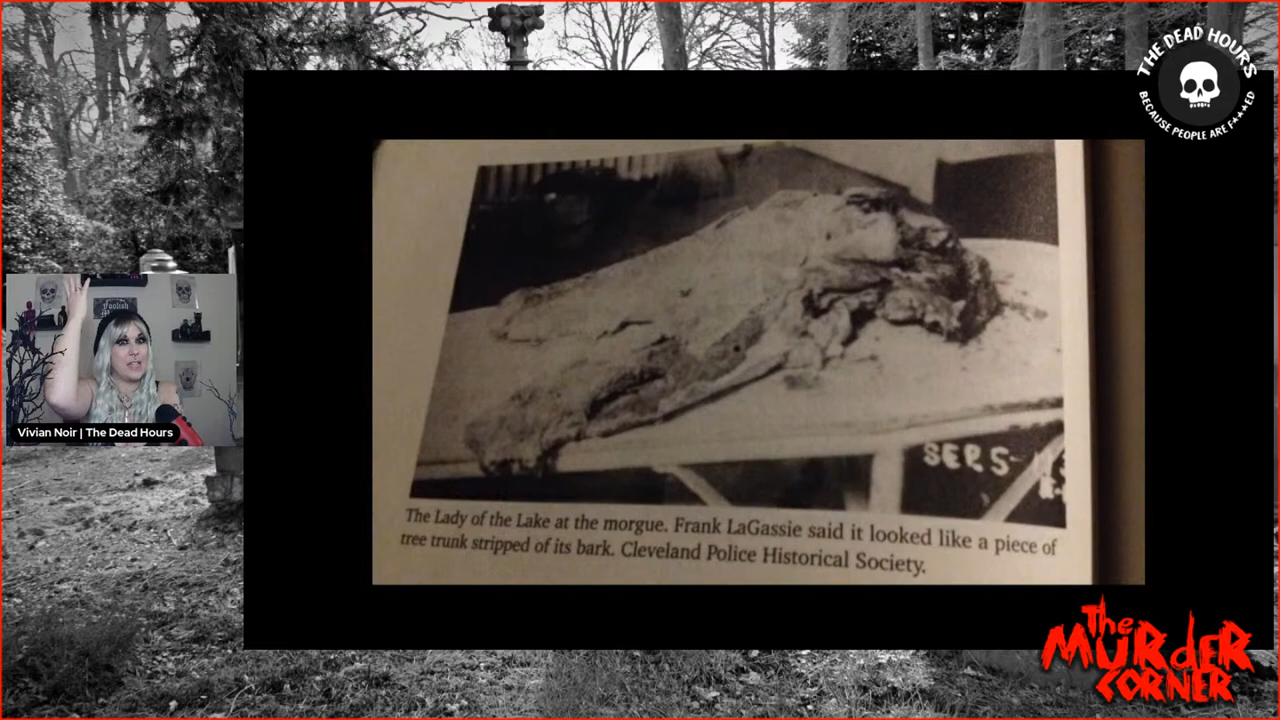 THE DEAD HOURS
BECAUSE PEOPLE ARE F****ED
Foolish
Vivian Noir | The Dead Hours
SER5-
The Lady of the Lake at the morgue. Frank LaGassie said it looked like a piece of
tree trunk stripped of its bark. Cleveland Police Historical Society.
The
MURdER
CORNER